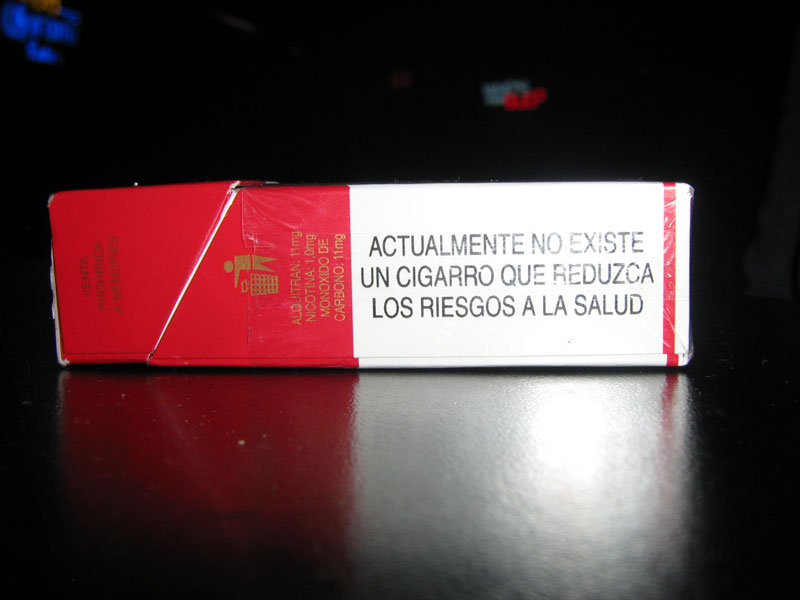 VENTA
PROHIBIDA
A MENORES
ALQUITRAN: 11mg
NICOTINA: 1,0mg
MONOXIDO DE
CARBONO: 11mg
ACTUALMENTE NO EXISTE
UN CIGARRO QUE REDUZCA
LOS RIESGOS A LA SALUD